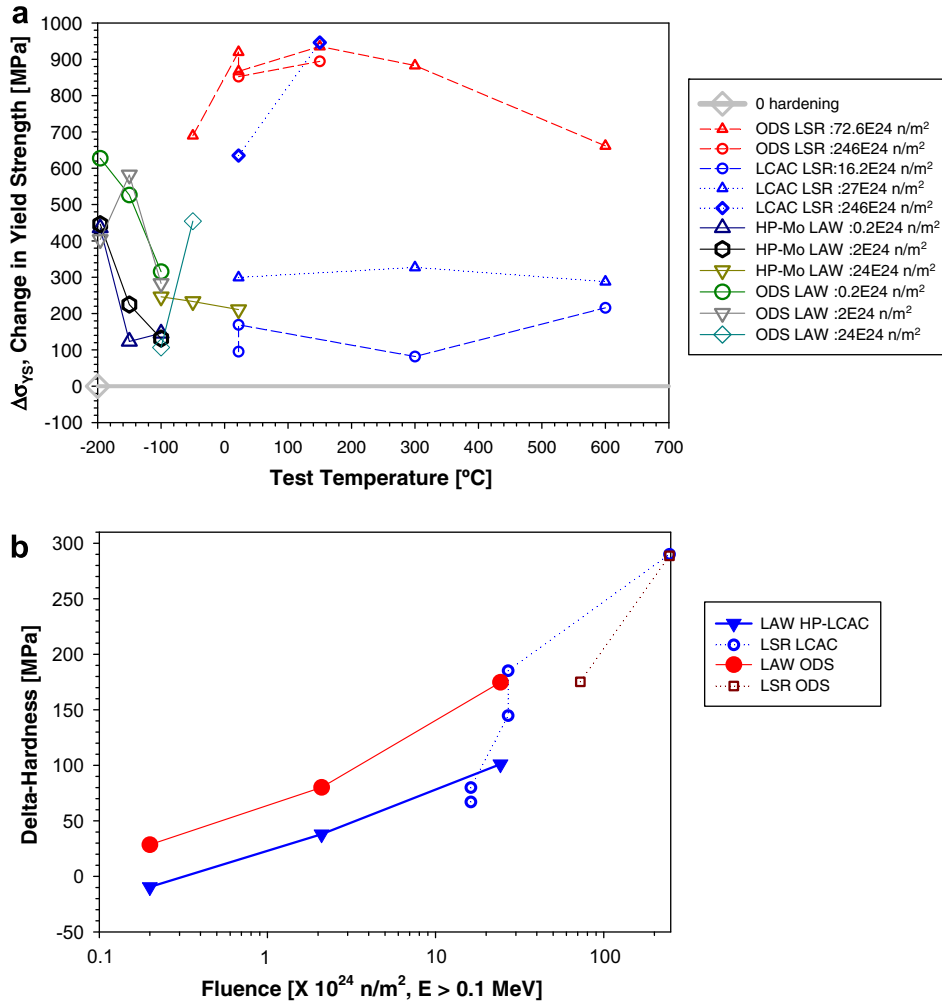 a
1000
900
800
700
600
500
400
300
200
100
0
-100
-200 -100 0 100 200 300 400 500 600 700
ΔσYS, Change in Yield Strength [MPa]
Test Temperature [ºC]
0 hardening
ODS LSR :72.6E24 n/m²
ODS LSR :246E24 n/m²
LCAC LSR:16.2E24 n/m²
LCAC LSR :27E24 n/m²
LCAC LSR :246E24 n/m²
HP-Mo LAW :0.2E24 n/m²
HP-Mo LAW :2E24 n/m²
HP-Mo LAW :24E24 n/m²
ODS LAW :0.2E24 n/m²
ODS LAW :2E24 n/m²
ODS LAW :24E24 n/m²
b
300
250
200
150
100
50
0
-50
0.1 1 10 100
Delta-Hardness [MPa]
Fluence [X 10²⁴ n/m², E > 0.1 MeV]
LAW HP-LCAC
LSR LCAC
LAW ODS
LSR ODS